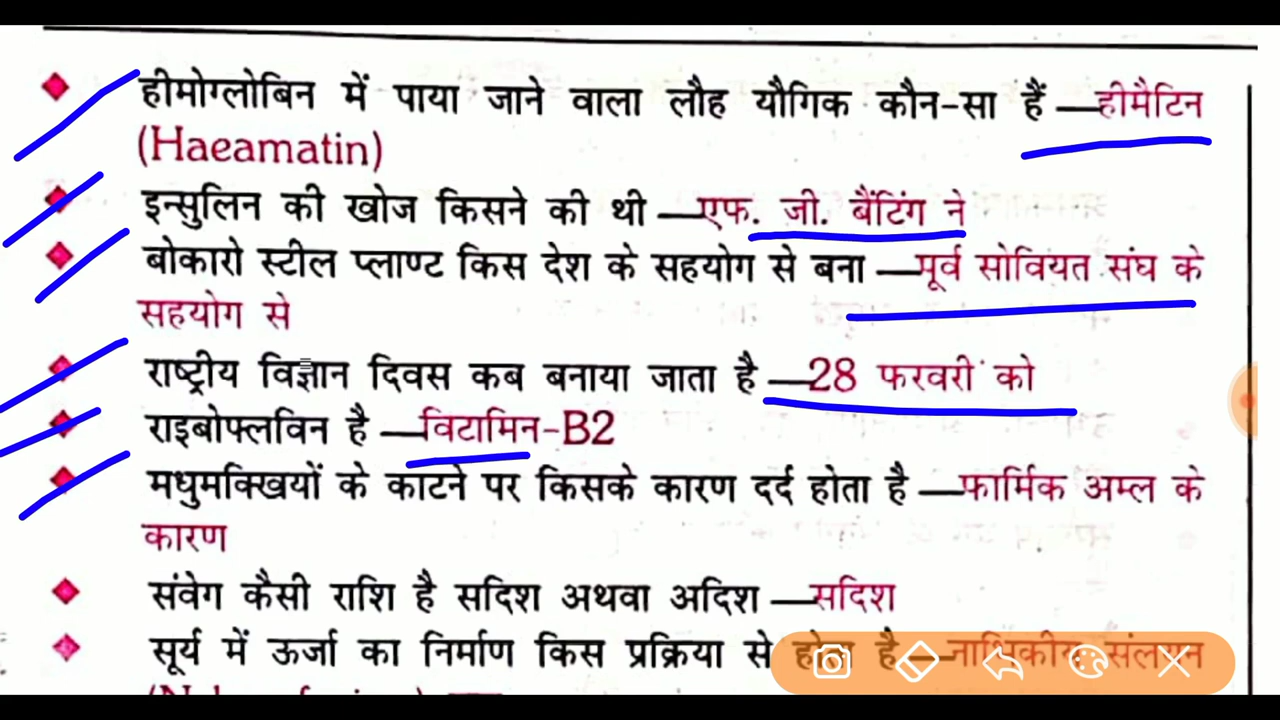 हीमोग्लोबिन में पाया जाने वाला लौह यौगिक कौन-सा हैं —हीमैटिन
(Haeamatin)
इन्सुलिन की खोज किसने की थी —एफ. जी. बैंटिंग ने
बोकारो स्टील प्लाण्ट किस देश के सहयोग से बना —पूर्व सोवियत संघ के
सहयोग से
राष्ट्रीय विज्ञान दिवस कब बनाया जाता है —28 फरवरी को
राइबोफ्लविन है —विटामिन-B2
मधुमक्खियों के काटने पर किसके कारण दर्द होता है —फार्मिक अम्ल के
कारण
संवेग कैसी राशि है सदिश अथवा अदिश —सदिश
सूर्य में ऊर्जा का निर्माण किस प्रक्रिया से होता है —नाभिकीय संलयन